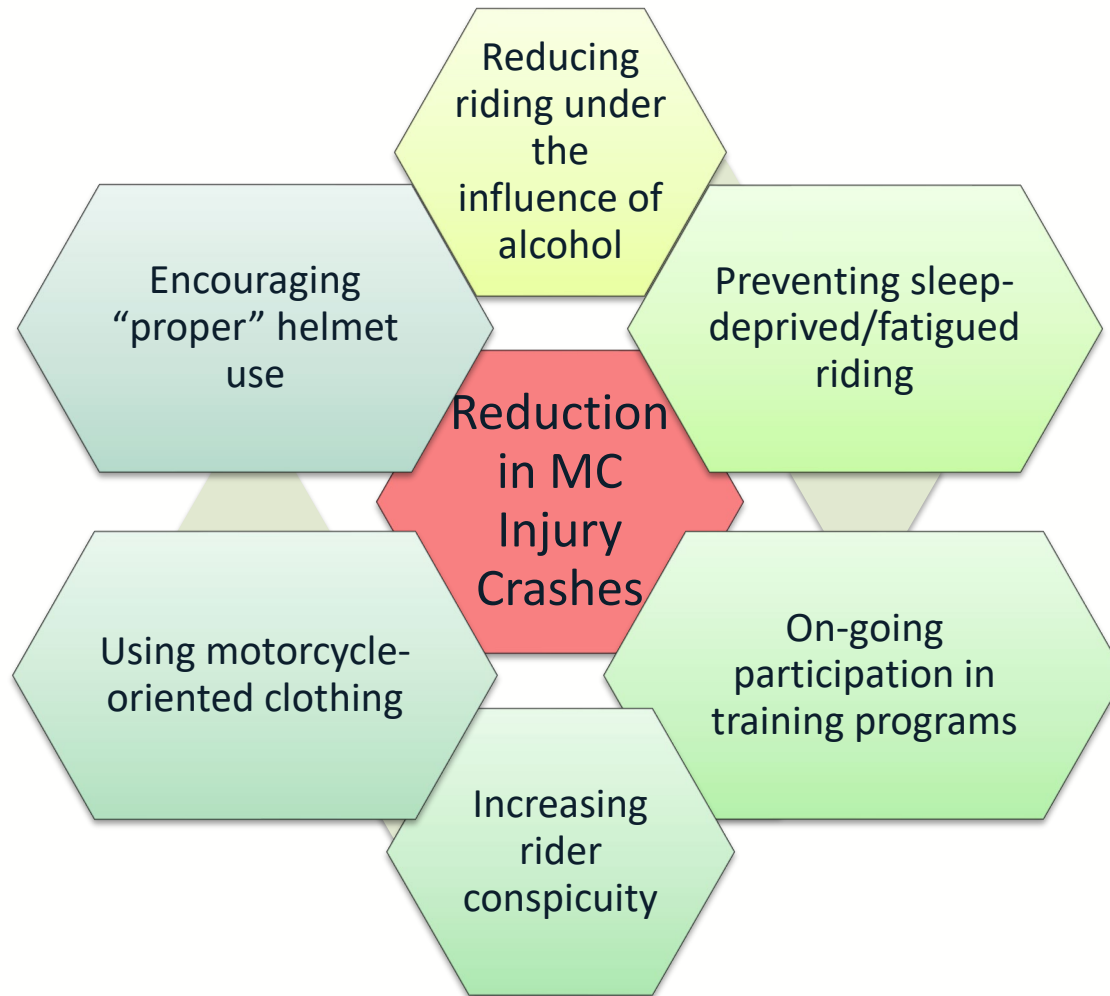 Reducing
riding under
the
influence of
alcohol
Encouraging
“proper” helmet
use
Preventing sleep-
deprived/fatigued
riding
Reduction
in MC
Injury
Crashes
Using motorcycle-
oriented clothing
On-going
participation in
training programs
Increasing
rider
conspicuity